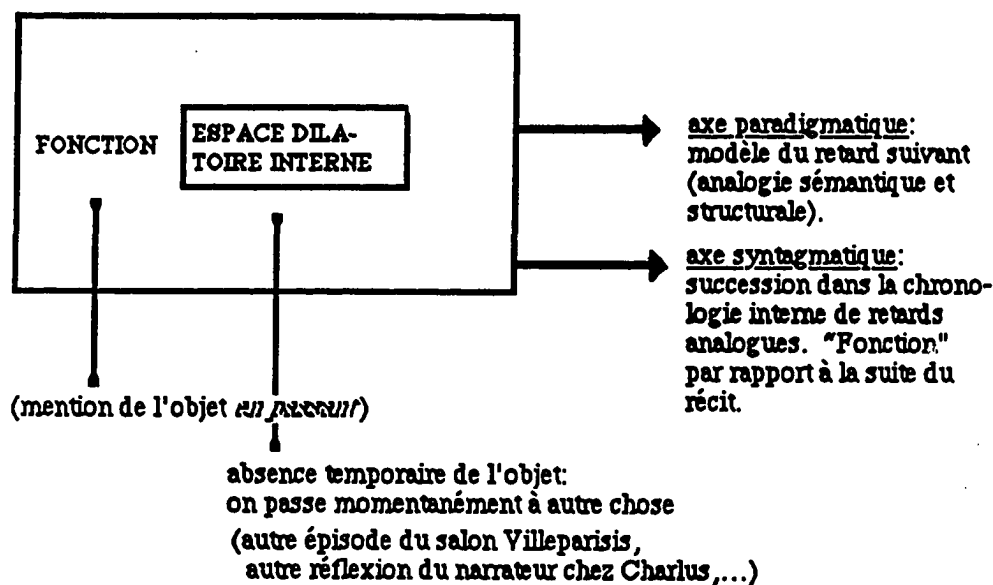 FONCTION
ESPACE DILA-
TOIRE INTERNE
axe paradigmatique:
modèle du retard suivant
(analogie sémantique et
structurale).
axe syntagmatique:
succession dans la chrono-
logie interne de retards
analogues. "Fonction"
par rapport à la suite du
récit.
(mention de l'objet en passant)
absence temporaire de l'objet:
on passe momentanément à autre chose
(autre épisode du salon Villeparisis,
autre réflexion du narrateur chez Charlus,...)